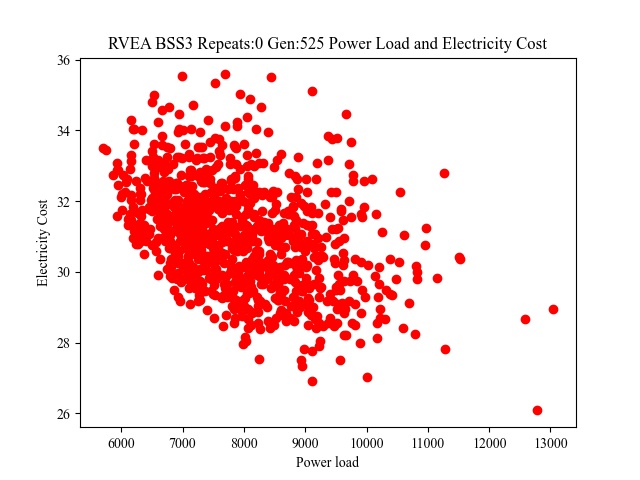 RVEA BSS3 Repeats:0 Gen:525 Power Load and Electricity Cost
36
34
32
30
28
26
Electricity Cost
6000 7000 8000 9000 10000 11000 12000 13000
Power load